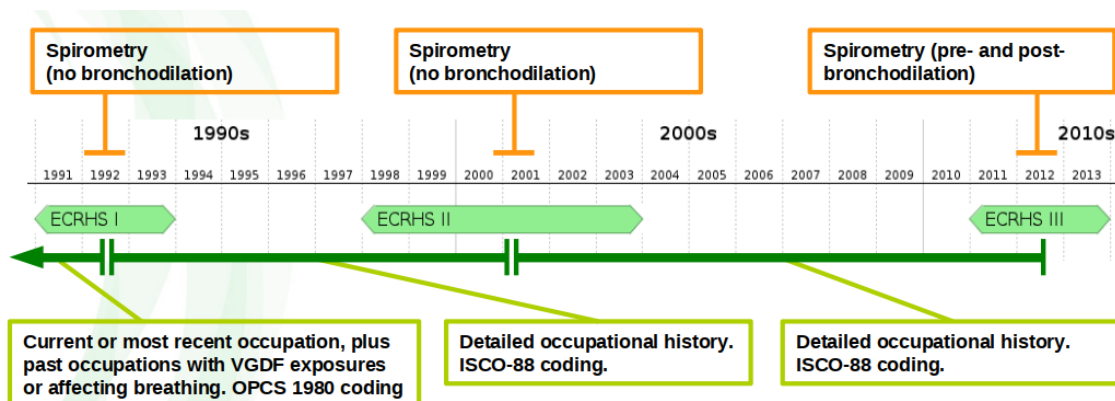 Spirometry
(no bronchodilation)
Spirometry
(no bronchodilation)
Spirometry (pre- and post-
bronchodilation)
1990s 2000s 2010s
1991 1992 1993 1994 1995 1996 1997 1998 1999 2000 2001 2002 2003 2004 2005 2006 2007 2008 2009 2010 2011 2012 2013
ECRHS I ECRHS II ECRHS III
Current or most recent occupation, plus
past occupations with VGDF exposures
or affecting breathing. OPCS 1980 coding
Detailed occupational history.
ISCO-88 coding.
Detailed occupational history.
ISCO-88 coding.